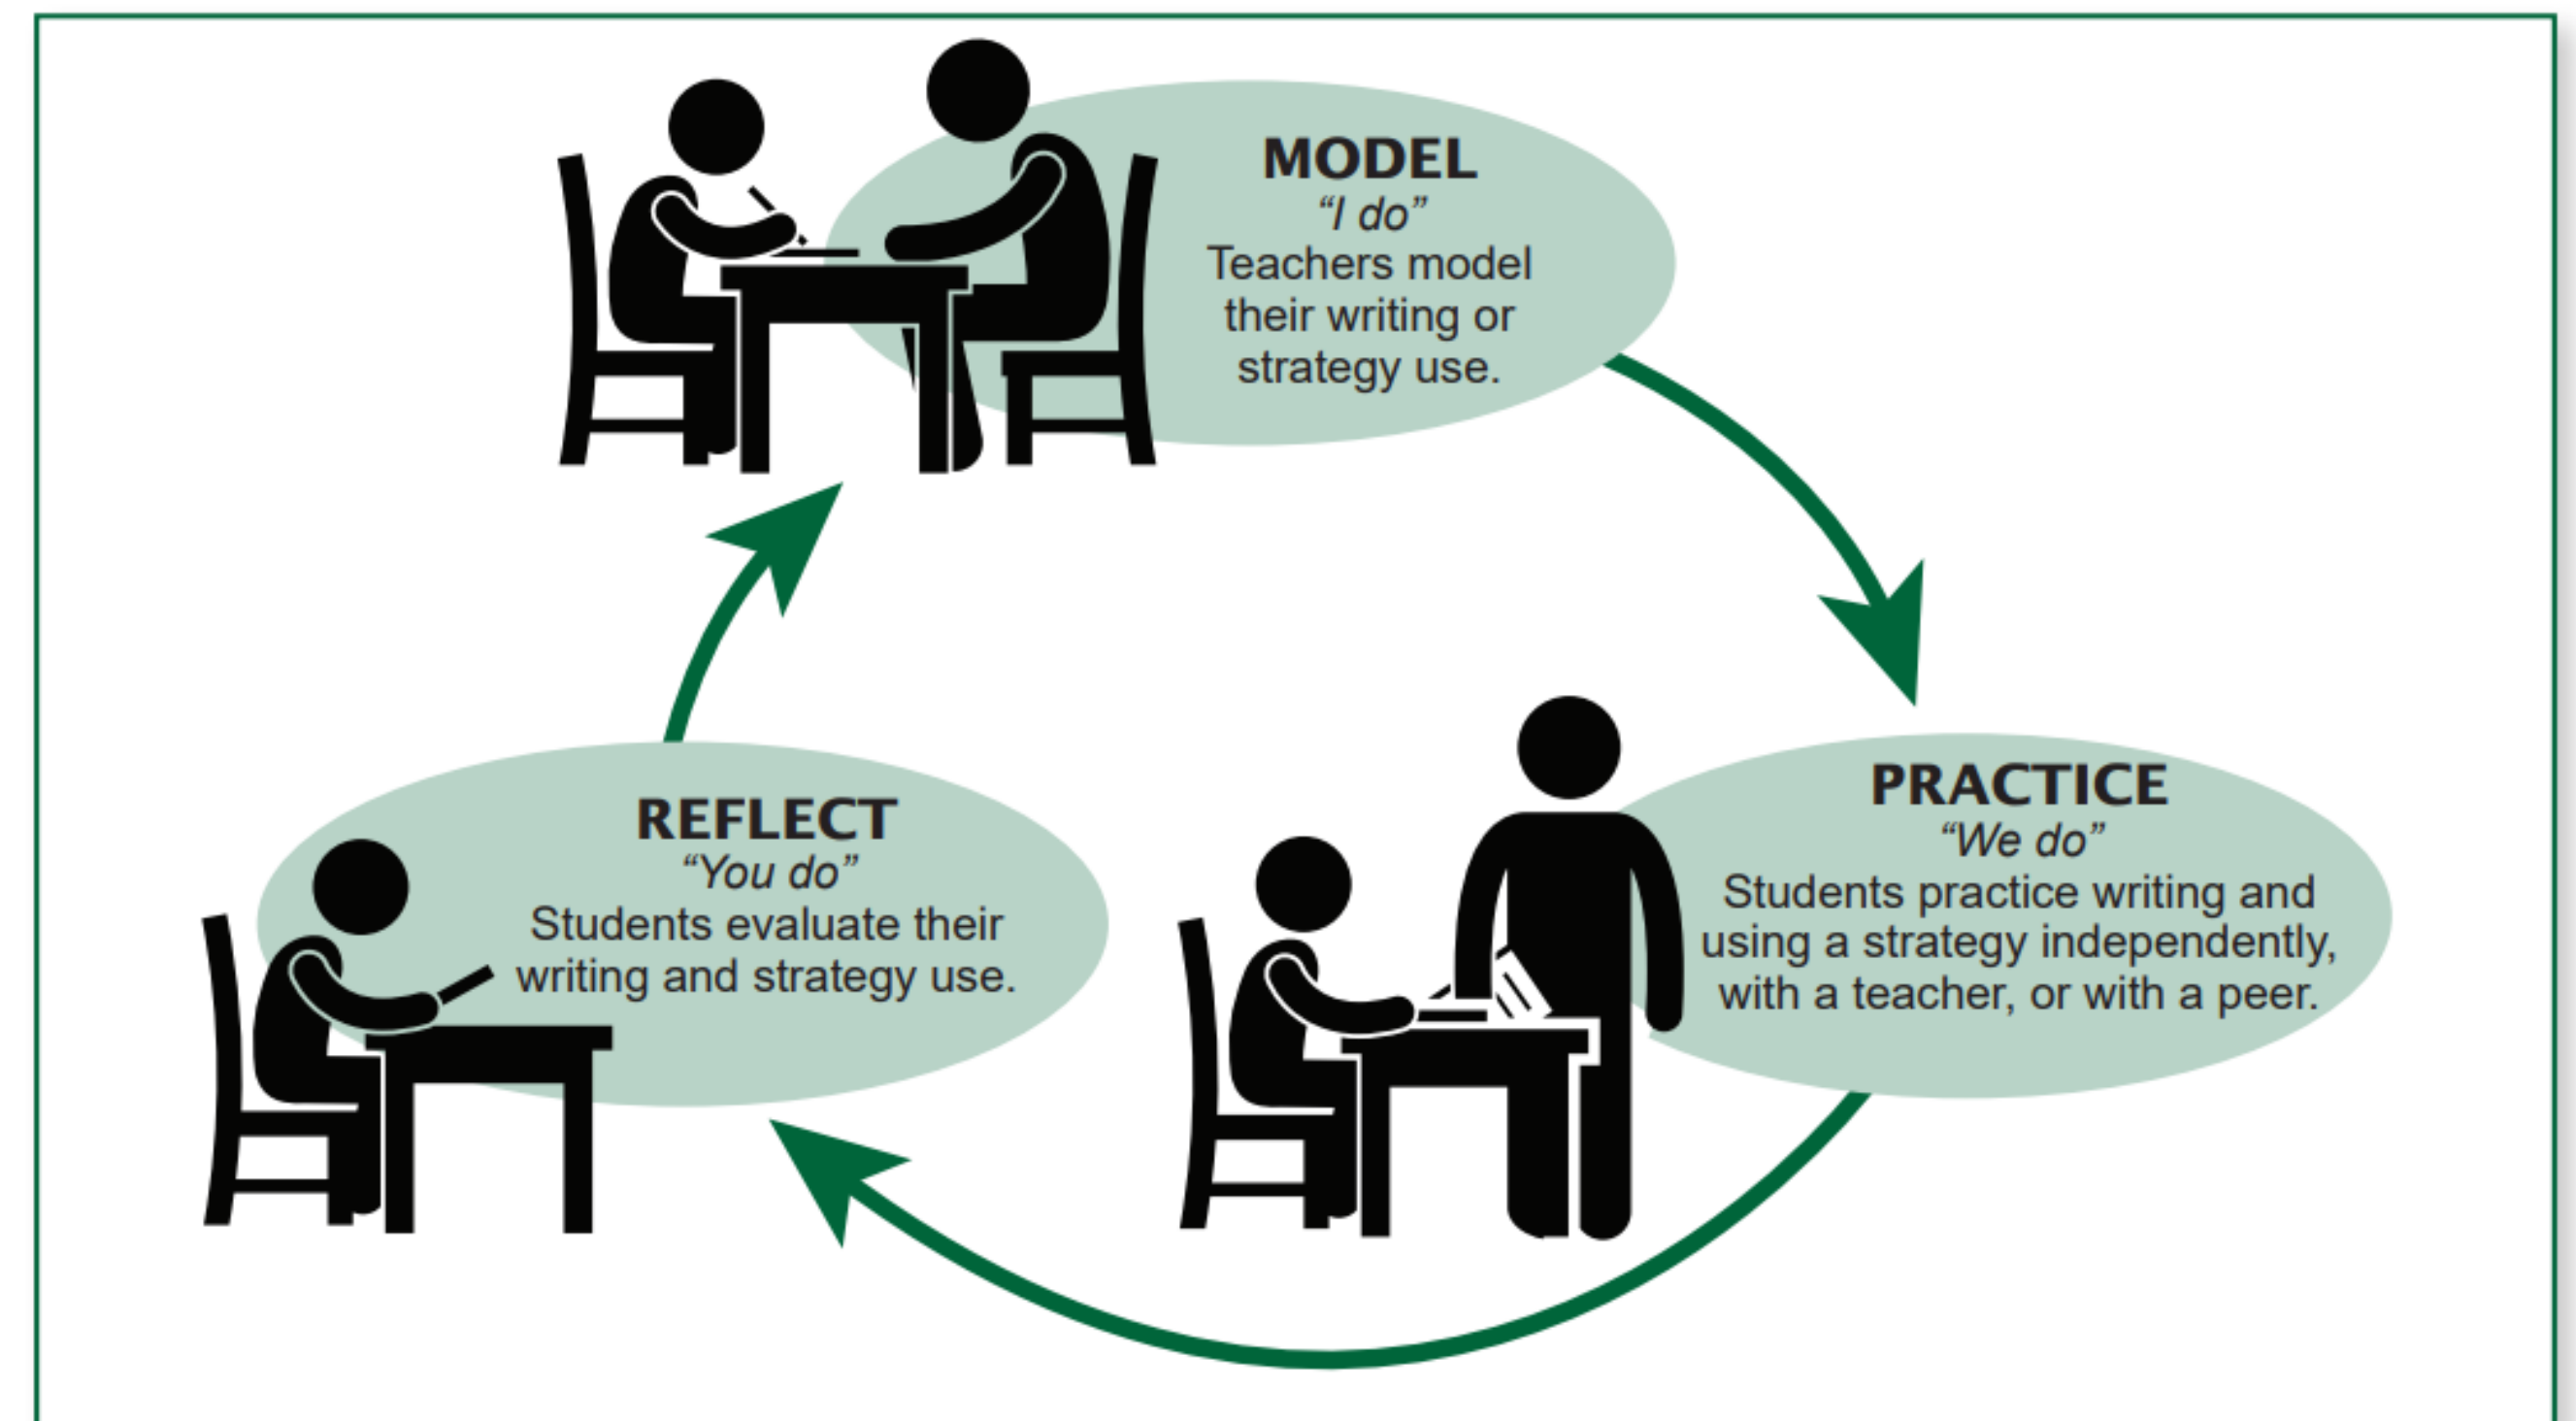 MODEL
“I do”
Teachers model
their writing or
strategy use.
PRACTICE
“We do”
Students practice writing and
using a strategy independently,
with a teacher, or with a peer.
REFLECT
“You do”
Students evaluate their
writing and strategy use.